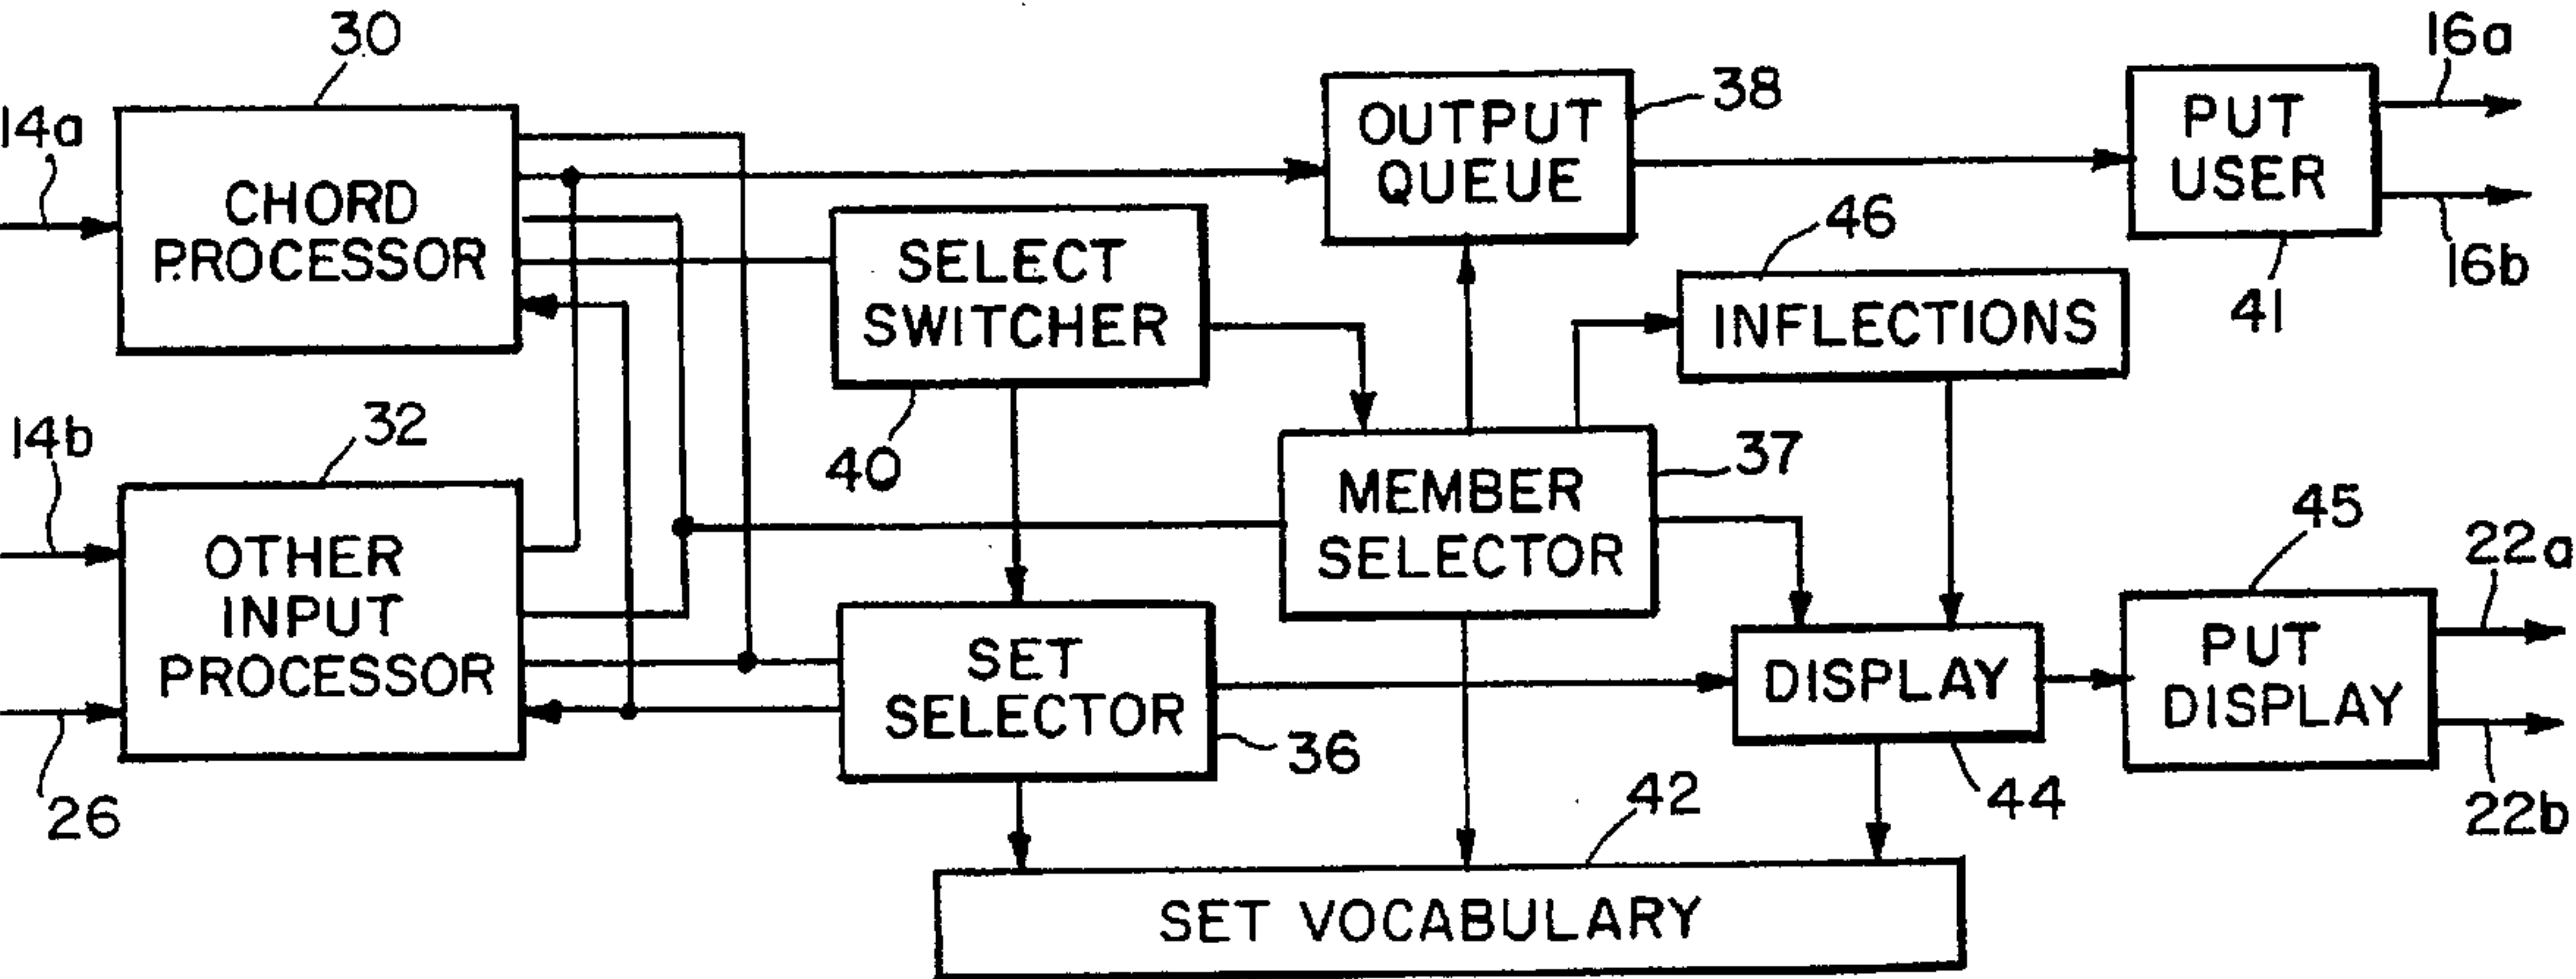 30
14a
CHORD
PROCESSOR
OUTPUT
QUEUE
38
PUT
USER
16a
16b
41
SELECT
SWITCHER
40
46
INFLECTIONS
14b
32
OTHER
INPUT
PROCESSOR
26
MEMBER
SELECTOR
37
SET
SELECTOR
36
DISPLAY
44
45
PUT
DISPLAY
22a
22b
42
SET VOCABULARY